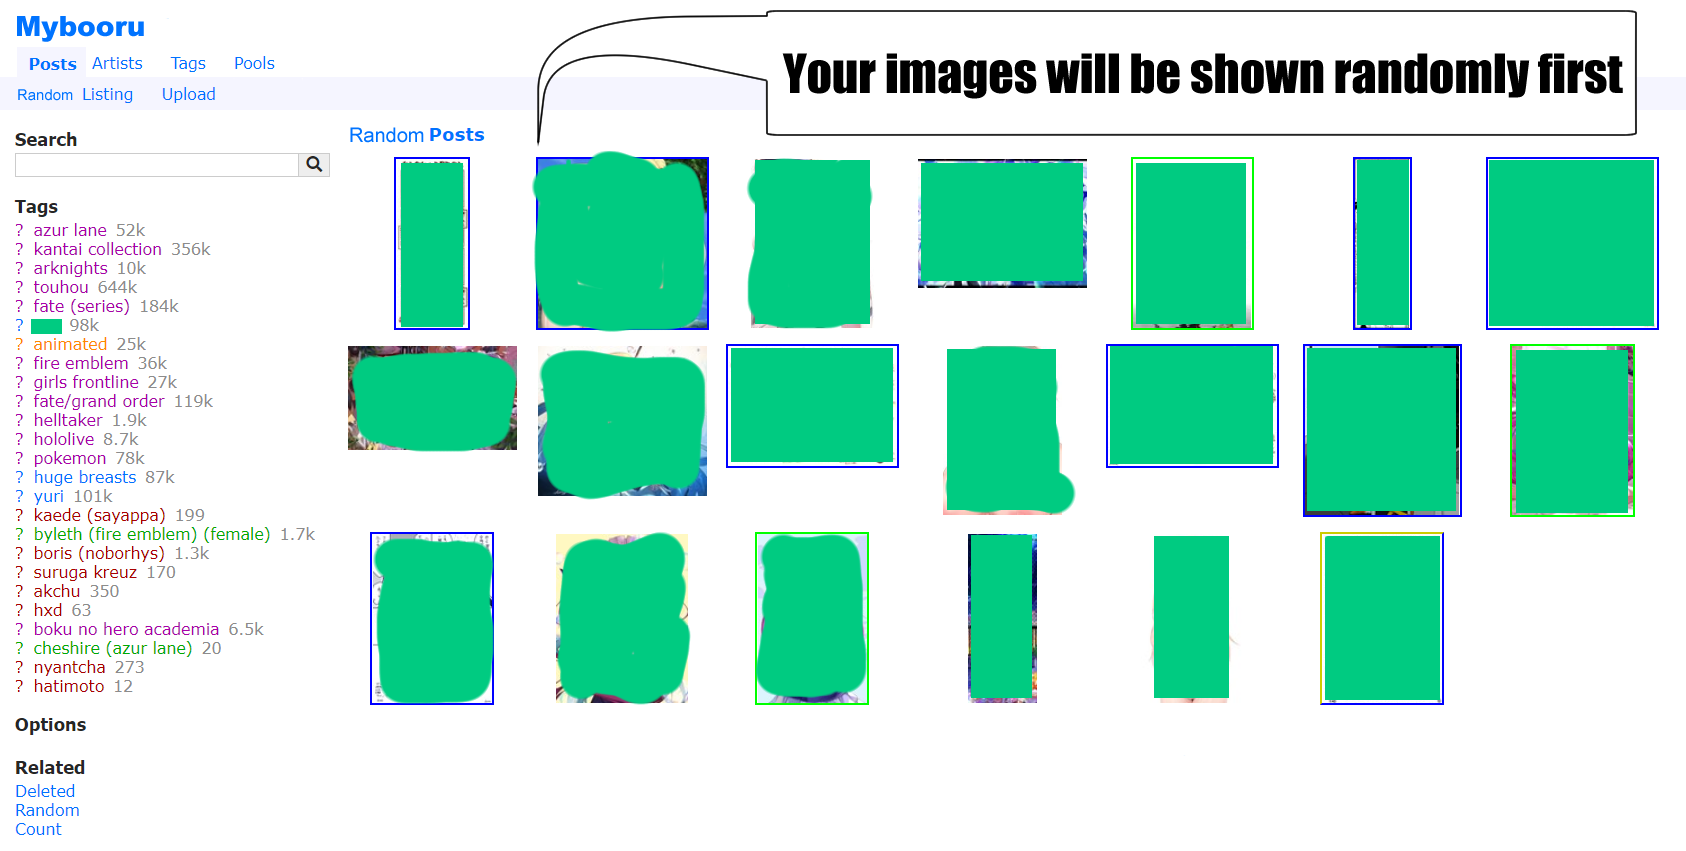 Mybooru
Posts Artists Tags Pools
Random Listing Upload
Your images will be shown randomly first
Search
Random Posts
Tags
? azur lane 52k
? kantai collection 356k
? arknights 10k
? touhou 644k
? fate (series) 184k
? 98k
? animated 25k
? fire emblem 36k
? girls frontline 27k
? fate/grand order 119k
? helltaker 1.9k
? hololive 8.7k
? pokemon 78k
? huge breasts 87k
? yuri 101k
? kaede (sayappa) 199
? byleth (fire emblem) (female) 1.7k
? boris (noborhys) 1.3k
? suruga kreuz 170
? akchu 350
? hxd 63
? boku no hero academia 6.5k
? cheshire (azur lane) 20
? nyantcha 273
? hatimoto 12
Options
Related
Deleted
Random
Count